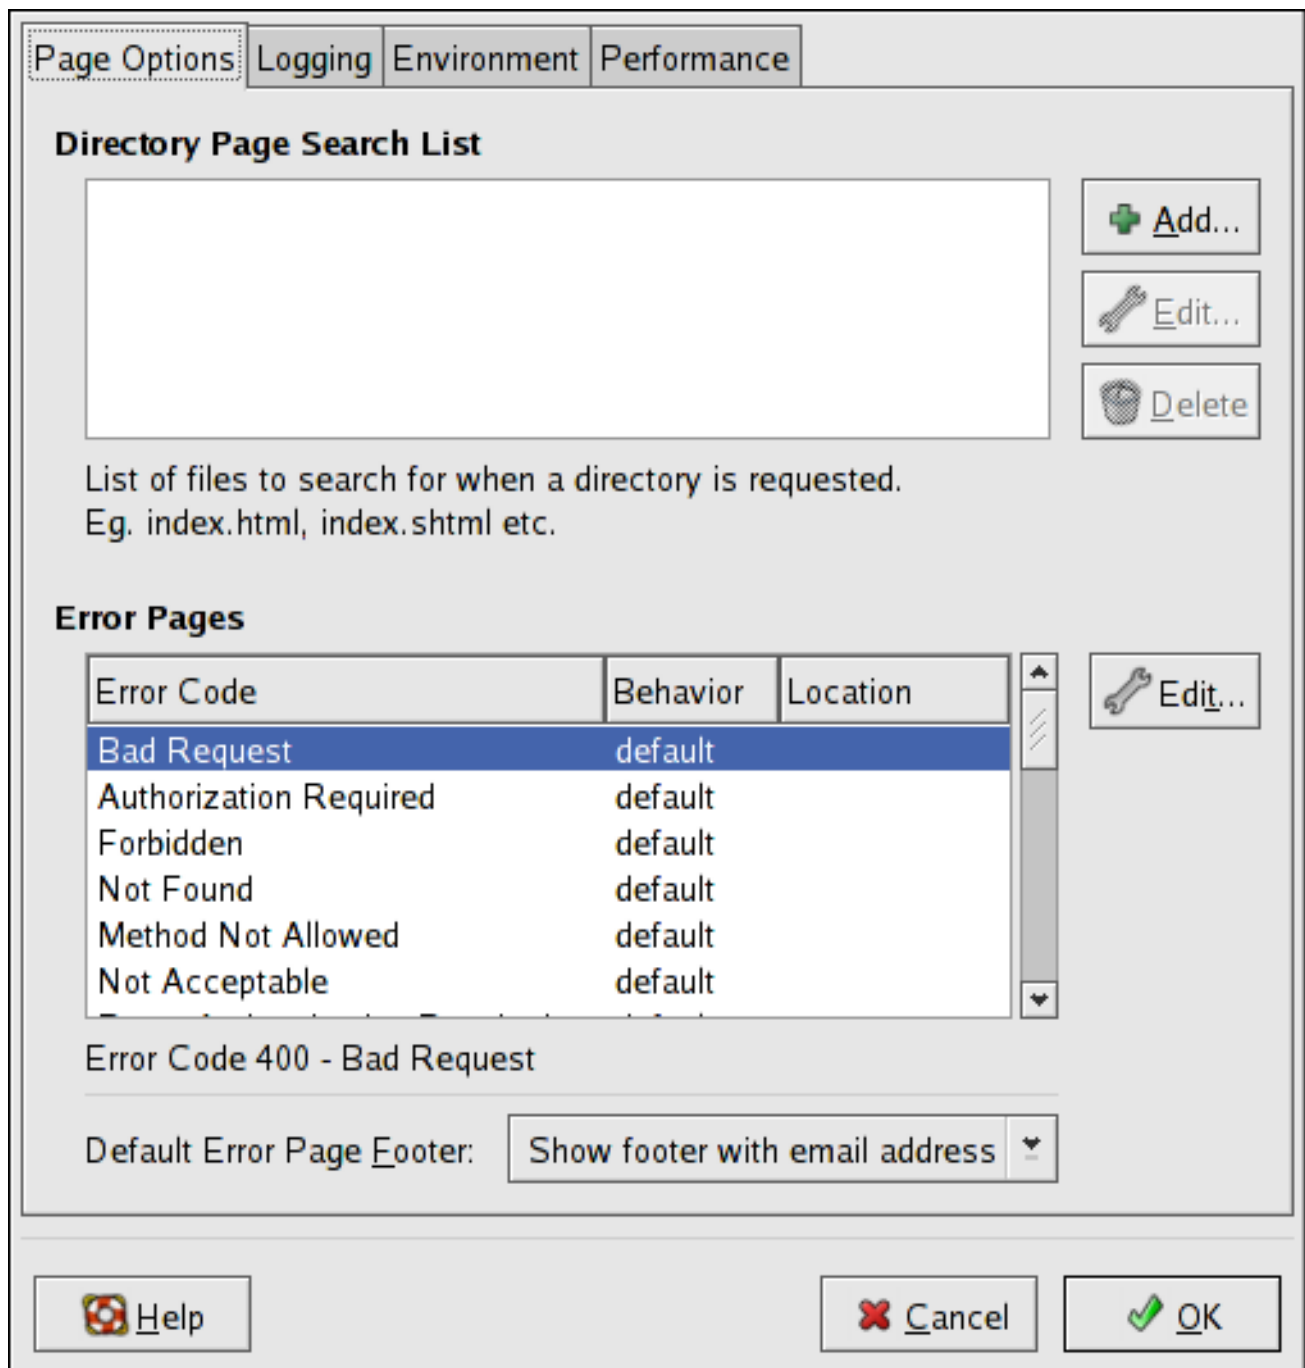 Page Options Logging Environment Performance
Directory Page Search List
Add...
Edit...
Delete
List of files to search for when a directory is requested.
Eg. index.html, index.shtml etc.
Error Pages
Error Code Behavior Location
Edit...
Bad Request default
Authorization Required default
Forbidden default
Not Found default
Method Not Allowed default
Not Acceptable default
Error Code 400 - Bad Request
Default Error Page Footer: Show footer with email address
Help Cancel OK